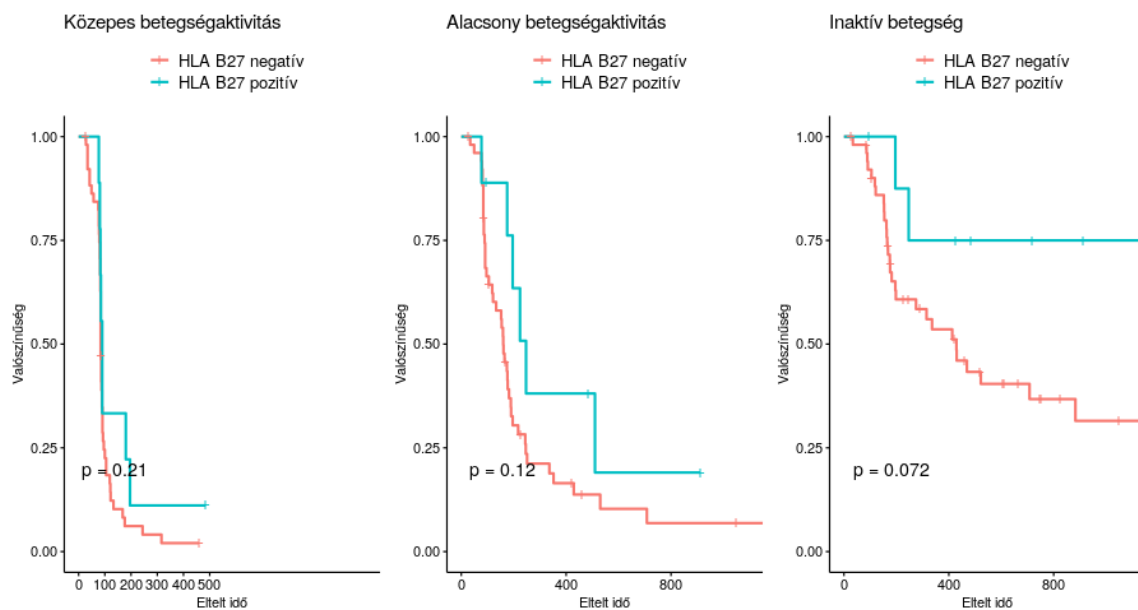 Közepes betegségaktivitás
HLA B27 negatív
HLA B27 pozitív
1.00
0.75
0.50
0.25
0.00
Valószínűség
p = 0.21
0 100 200 300 400 500
Eltelt idő
Alacsony betegségaktivitás
HLA B27 negatív
HLA B27 pozitív
1.00
0.75
0.50
0.25
0.00
Valószínűség
p = 0.12
0 400 800
Eltelt idő
Inaktív betegség
HLA B27 negatív
HLA B27 pozitív
1.00
0.75
0.50
0.25
0.00
Valószínűség
p = 0.072
0 400 800
Eltelt idő